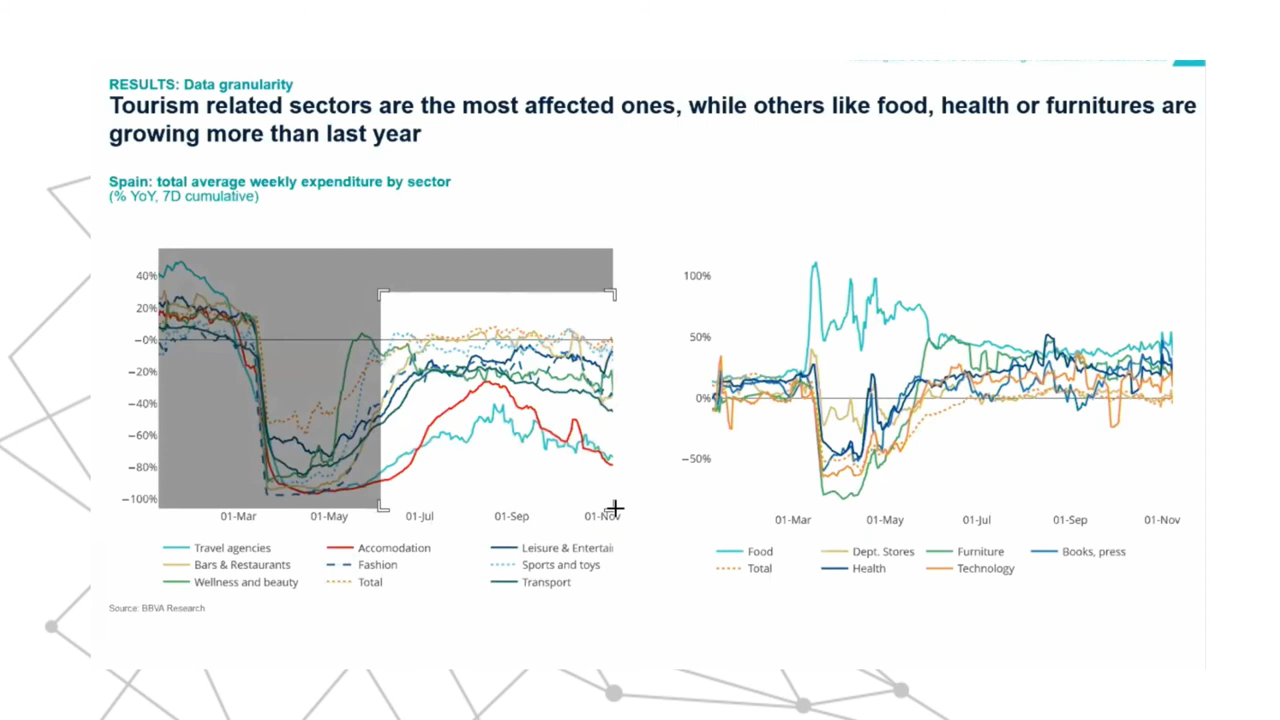 RESULTS: Data granularity
Tourism related sectors are the most affected ones, while others like food, health or furnitures are
growing more than last year
Spain: total average weekly expenditure by sector
(% YoY, 7D cumulative)
40%
20%
–0%
–20%
–40%
–60%
–80%
–100%
01-Mar 01-May 01-Jul 01-Sep 01-Nov
Travel agencies Accomodation Leisure & Entertai
Bars & Restaurants Fashion Sports and toys
Wellness and beauty Total Transport
100%
50%
0%
–50%
01-Mar 01-May 01-Jul 01-Sep 01-Nov
Food Dept. Stores Furniture Books, press
Total Health Technology
Source: BBVA Research